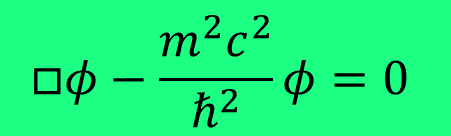 □ϕ − m²c²/ħ² ϕ = 0